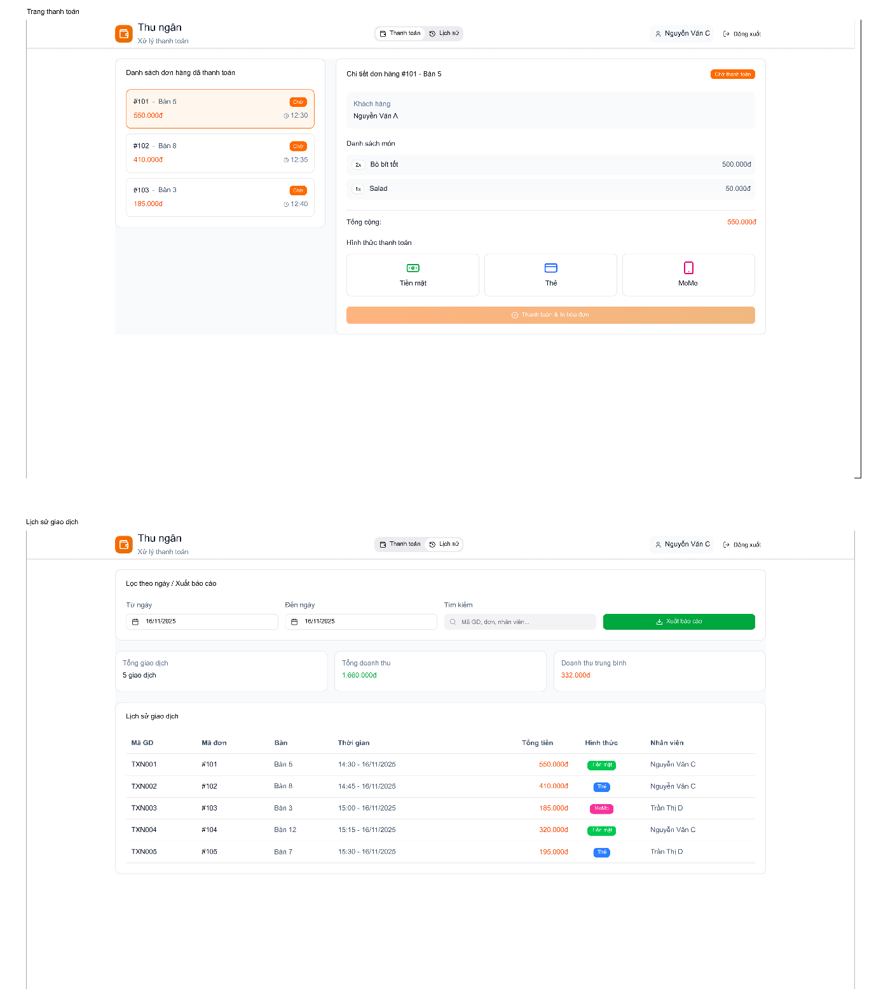 Trang thanh toán
Thu ngân
Xử lý thanh toán
Thanh toán
Lịch sử
Nguyễn Văn C
Đăng xuất
Danh sách đơn hàng đã thanh toán
#101 - Bàn 5
Chờ
550.000đ
12:30
#102 - Bàn 8
Chờ
410.000đ
12:35
#103 - Bàn 3
Chờ
185.000đ
12:40
Chi tiết đơn hàng #101 - Bàn 5
Chờ thanh toán
Khách hàng
Nguyễn Văn A
Danh sách món
2x Bò bít tết 500.000đ
1x Salad 50.000đ
Tổng cộng: 550.000đ
Hình thức thanh toán
Tiền mặt
Thẻ
MoMo
Thanh toán & In hóa đơn
Lịch sử giao dịch
Thu ngân
Xử lý thanh toán
Thanh toán
Lịch sử
Nguyễn Văn C
Đăng xuất
Lọc theo ngày / Xuất báo cáo
Từ ngày
Đến ngày
Tìm kiếm
16/11/2025
16/11/2025
Mã GD, đơn, nhân viên...
Xuất báo cáo
Tổng giao dịch
5 giao dịch
Tổng doanh thu
1.660.000đ
Doanh thu trung bình
332.000đ
Lịch sử giao dịch
Mã GD Mã đơn Bàn Thời gian Tổng tiền Hình thức Nhân viên
TXN001 #101 Bàn 5 14:30 - 16/11/2025 550.000đ Tiền mặt Nguyễn Văn C
TXN002 #102 Bàn 8 14:45 - 16/11/2025 410.000đ Thẻ Nguyễn Văn C
TXN003 #103 Bàn 3 15:00 - 16/11/2025 185.000đ MoMo Trần Thị D
TXN004 #104 Bàn 12 15:15 - 16/11/2025 320.000đ Tiền mặt Nguyễn Văn C
TXN005 #105 Bàn 7 15:30 - 16/11/2025 195.000đ Thẻ Trần Thị D